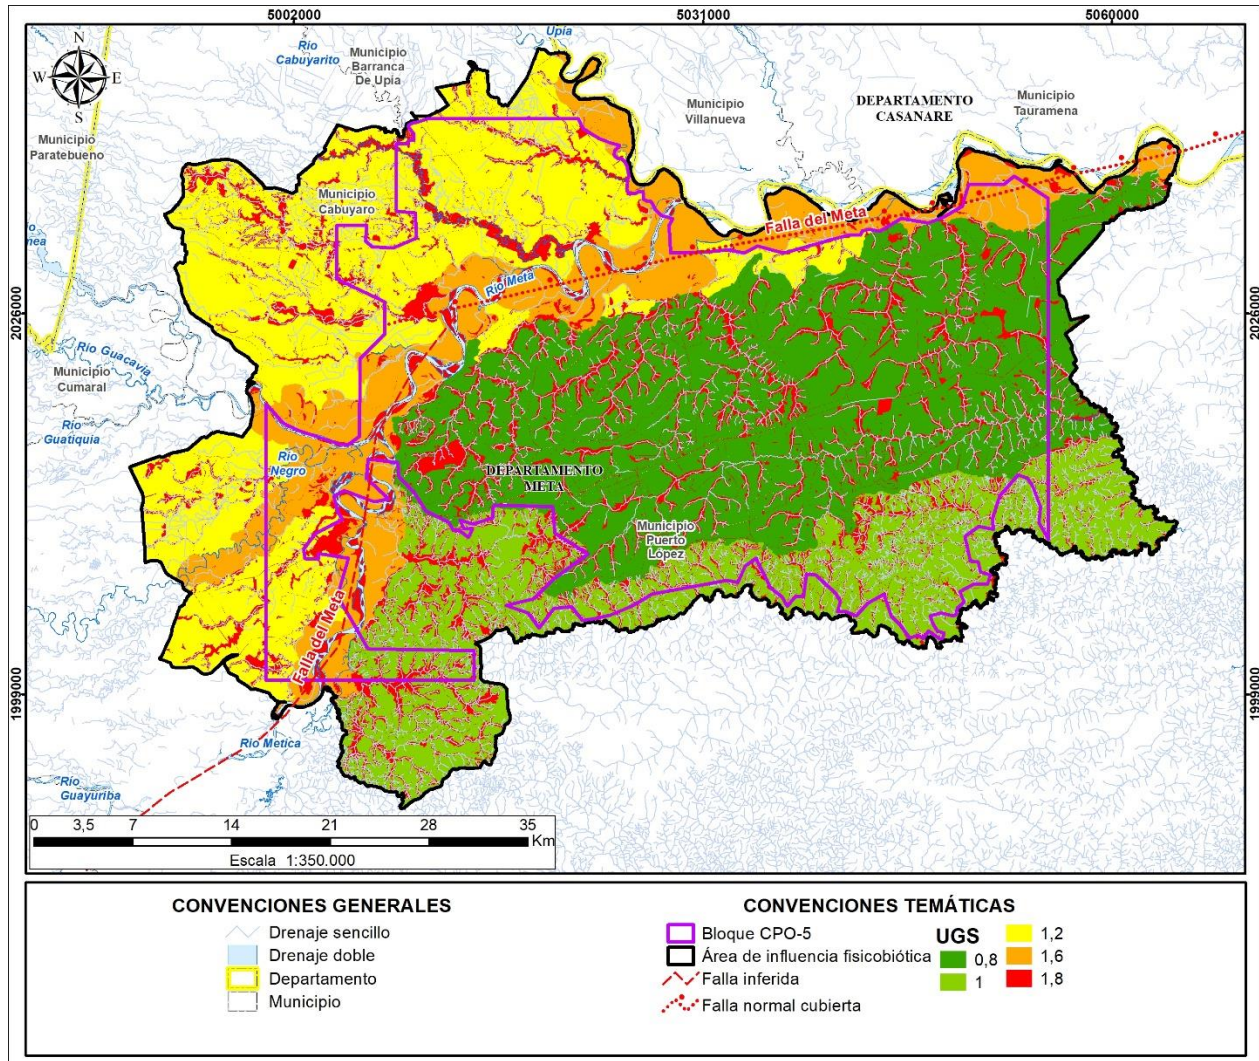 5002000
5031000
5060000
N
W E
S
Río
Cabuyarito
Municipio
Barranca
De Upía
Upía
Municipio
Villanueva
DEPARTAMENTO
CASANARE
Municipio
Tauramena
Municipio
Paratebueno
Municipio
Cabuyaro
Falla del Meta
Río Meta
2026000
2026000
Río Guacavía
Municipio
Cumaral
Río
Guatiquia
Río
Negro
DEPARTAMENTO
META
Municipio
Puerto
López
Falla del Meta
1999000
1999000
Río Metica
Río
Guayuriba
0 3,5 7 14 21 28 35
Km
Escala 1:350.000
CONVENCIONES GENERALES
Drenaje sencillo
Drenaje doble
Departamento
Municipio
CONVENCIONES TEMÁTICAS
Bloque CPO-5
Área de influencia fisicobiótica
Falla inferida
Falla normal cubierta
UGS
0,8
1
1,2
1,6
1,8